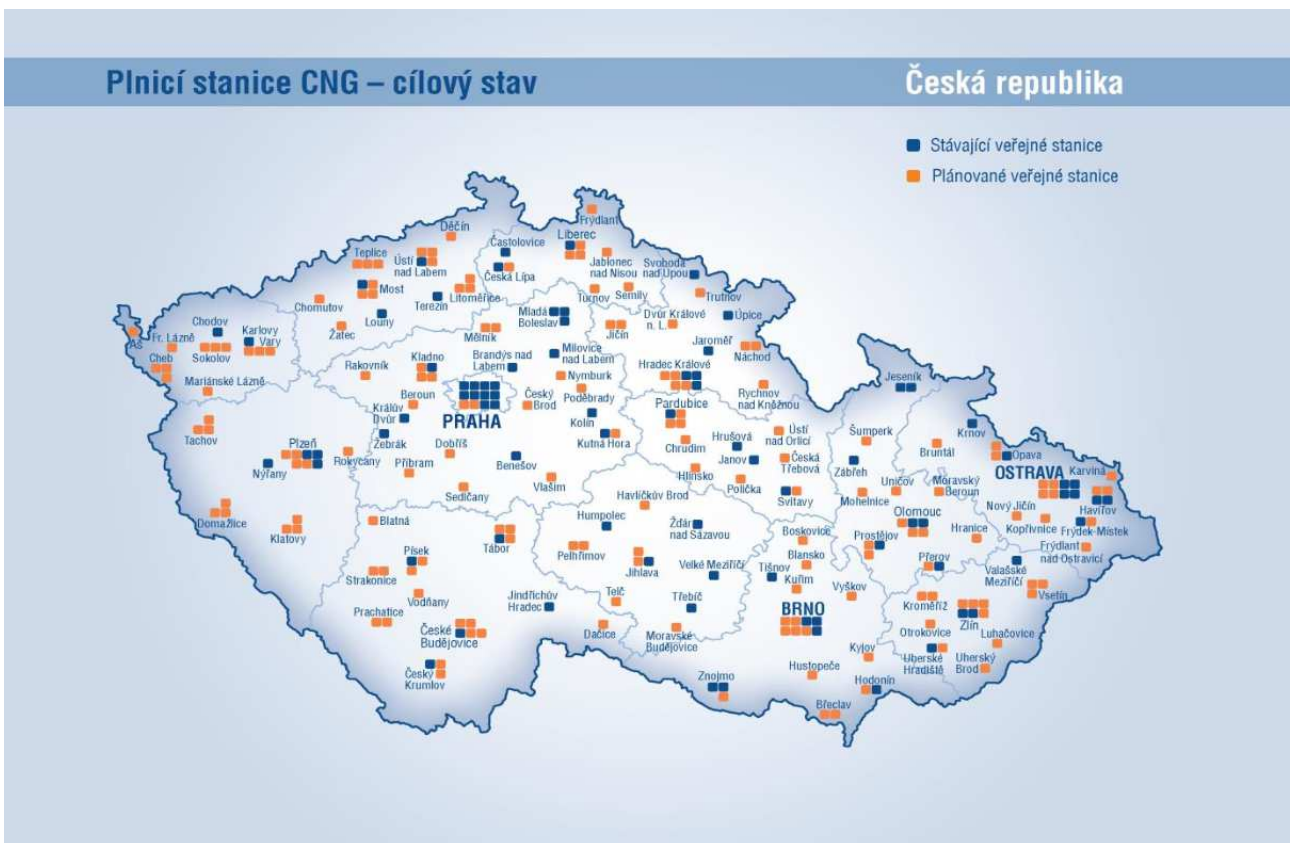 Plnicí stanice CNG – cílový stav
Česká republika
Stávající veřejné stanice
Plánované veřejné stanice
Frýdlant
Děčín
Častolovice
Liberec
Teplice
Ústí
nad Labem
Česká Lípa
Jablonec
nad Nisou
Svoboda
nad Úpou
Most
Litoměřice
Turnov
Semily
Trutnov
Chomutov
Terezín
Louny
Mladá
Boleslav
Dvůr Králové
n. L.
Úpice
Aš
Fr. Lázně
Chodov
Karlovy
Vary
Žatec
Mělník
Jičín
Jaroměř
Náchod
Cheb
Sokolov
Kladno
Brandýs nad
Labem
Milovice
nad Labem
Hradec Králové
Mariánské Lázně
Rakovník
Nymburk
Rychnov
nad Kněžnou
Jeseník
Beroun
Český
Brod
Poděbrady
Pardubice
Králův
Dvůr
PRAHA
Kolín
Krnov
Tachov
Žebrák
Kutná Hora
Chrudim
Hrušová
Ústí
nad Orlicí
Šumperk
Bruntál
Opava
Plzeň
Dobříš
Janov
Česká
Třebová
Zábřeh
OSTRAVA
Karviná
Nýřany
Rokycany
Příbram
Benešov
Vlašim
Hlinsko
Polička
Svitavy
Mohelnice
Uničov
Moravský
Beroun
Havířov
Sedlčany
Havlíčkův Brod
Nový Jičín
Kopřivnice
Frýdek-Místek
Domažlice
Klatovy
Blatná
Humpolec
Žďár
nad Sázavou
Boskovice
Olomouc
Hranice
Písek
Tábor
Pelhřimov
Prostějov
Frýdlant
nad Ostravicí
Strakonice
Jihlava
Velké Meziříčí
Tišnov
Blansko
Přerov
Valašské
Meziříčí
Kuřim
Vyškov
Vsetín
Vodňany
Jindřichův
Hradec
Telč
Třebíč
BRNO
Kroměříž
Zlín
Prachatice
České
Budějovice
Dačice
Moravské
Budějovice
Otrokovice
Luhačovice
Kyjov
Uherské
Hradiště
Uherský
Brod
Český
Krumlov
Znojmo
Hustopeče
Hodonín
Břeclav